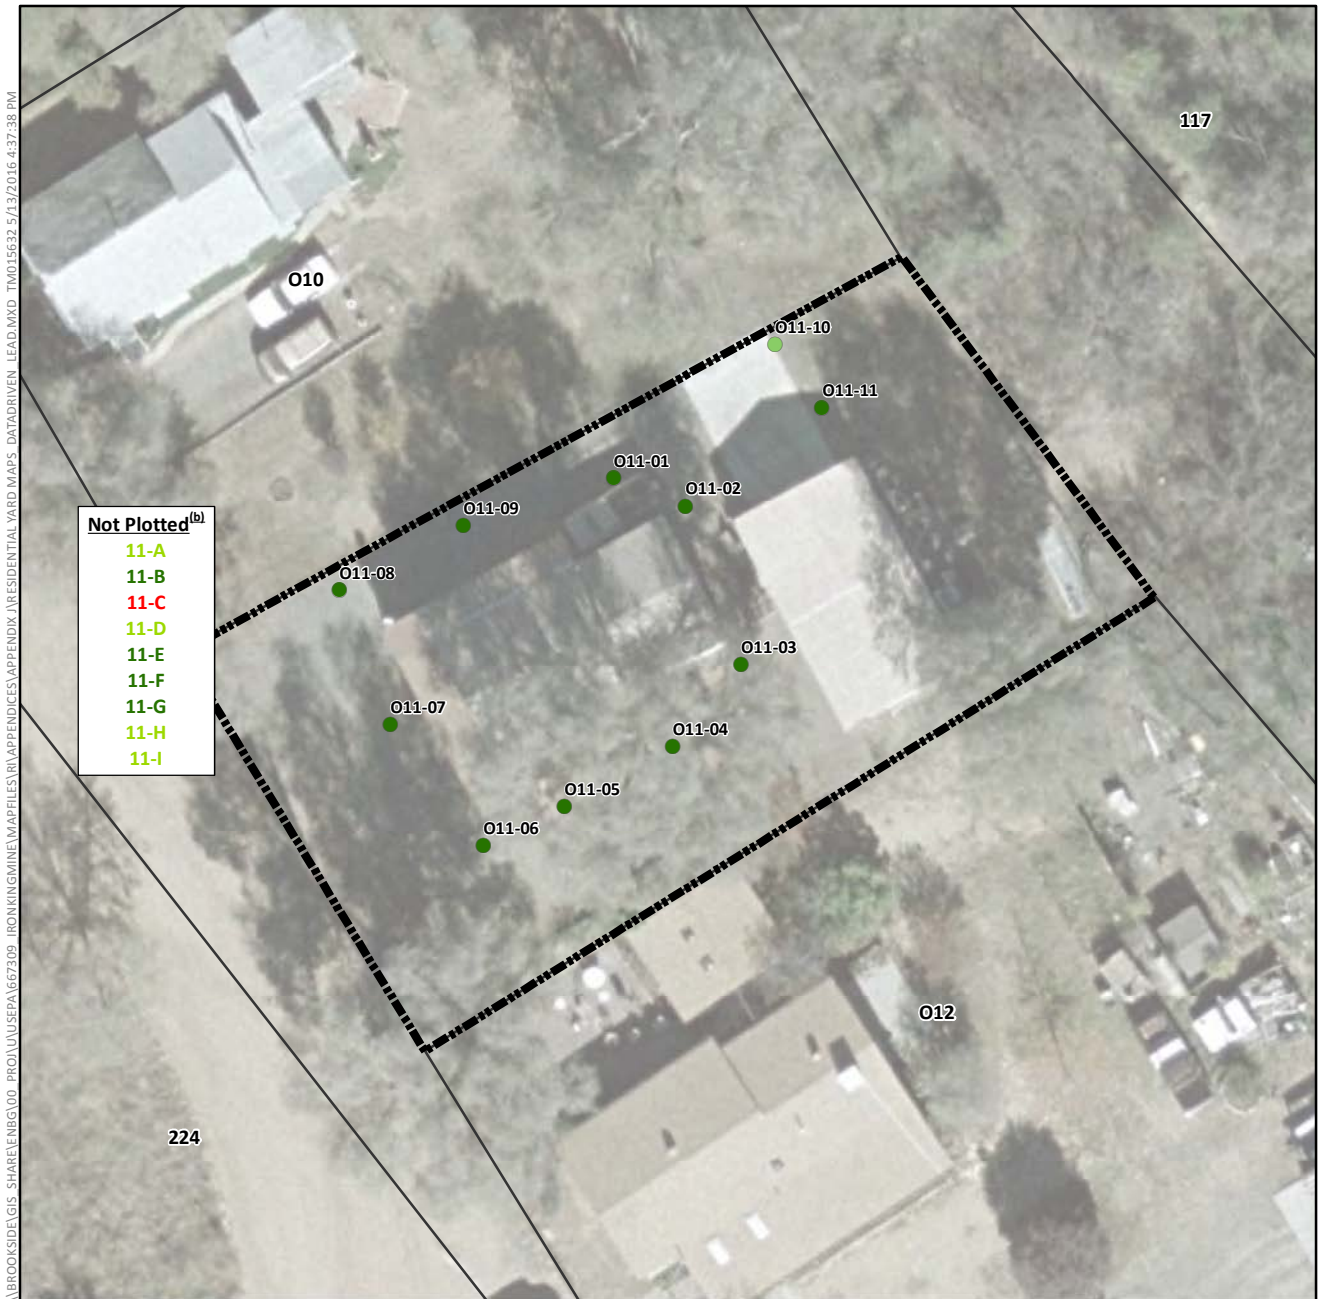 \BROOKSIDE\GIS_SHARE\ENBG\00_PROJ\U\USEPA\667309_IRONKINGMINE\MAPFILES\RI\APPENDICES\APPENDIX J\RESIDENTIAL YARD MAPS_DATADRIVEN_LEAD.MXD TM015632 5/13/2016 4:37:38 PM
117
O10
O11-10
O11-11
O11-01
O11-02
O11-09
O11-08
Not Plotted(b)
11-A
11-B
11-C
11-D
11-E
11-F
11-G
11-H
11-I
O11-03
O11-07
O11-04
O11-05
O11-06
O12
224